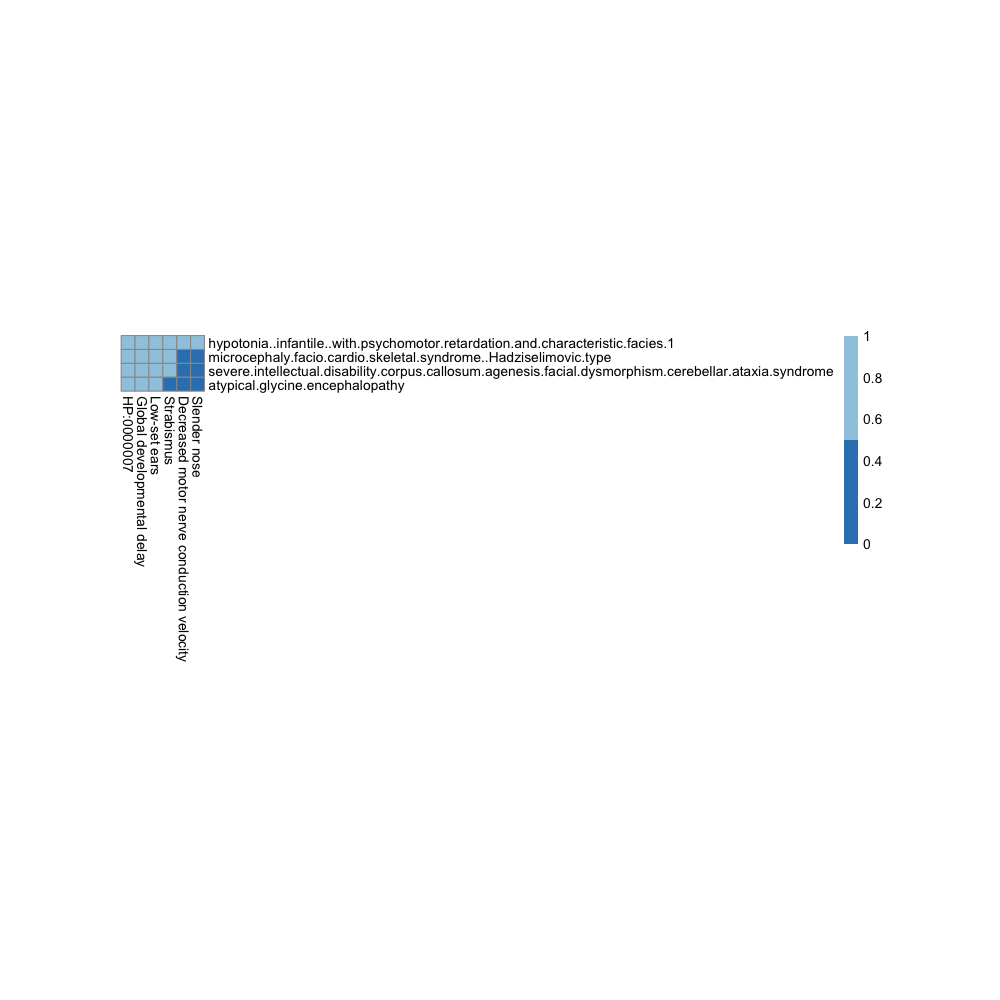 hypotonia..infantile..with.psychomotor.retardation.and.characteristic.facies.1
microcephaly.facio.cardio.skeletal.syndrome..Hadziselimovic.type
severe.intellectual.disability.corpus.callosum.agenesis.facial.dysmorphism.cerebellar.ataxia.syndrome
atypical.glycine.encephalopathy
HP:0000007
Global developmental delay
Low-set ears
Strabismus
Decreased motor nerve conduction velocity
Slender nose
1
0.8
0.6
0.4
0.2
0